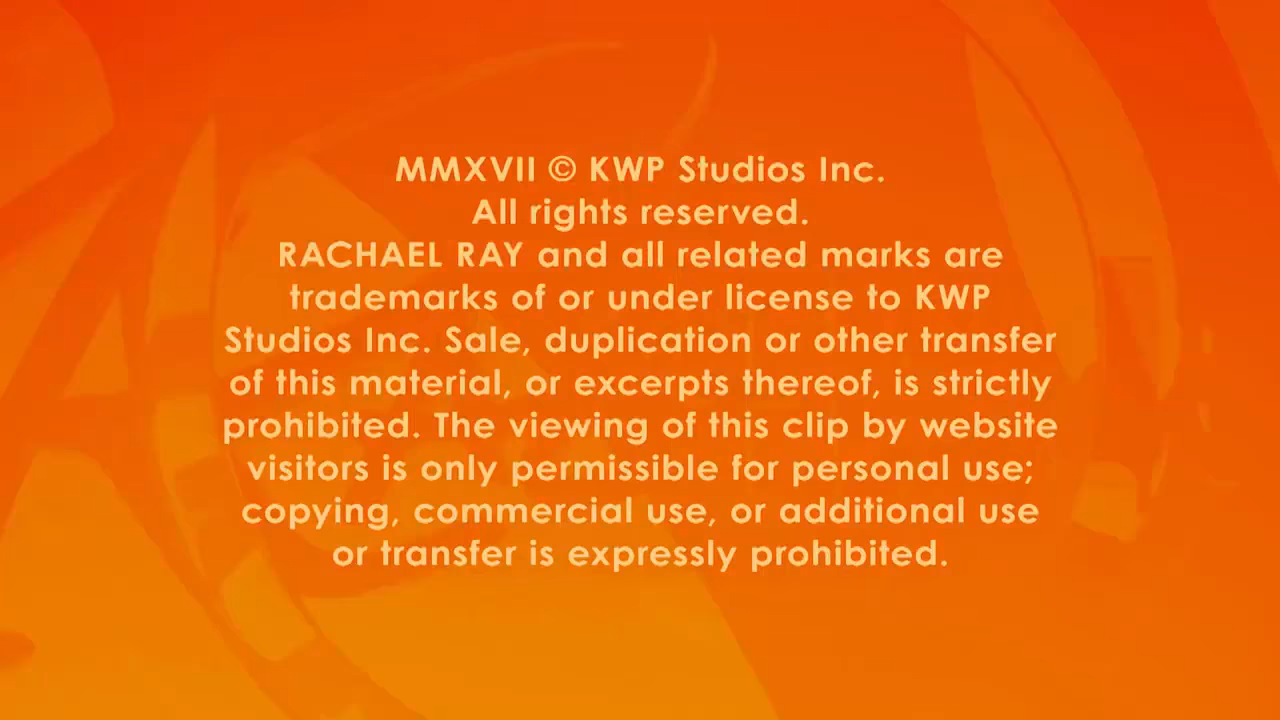 MMXVII © KWP Studios Inc.
All rights reserved.
RACHAEL RAY and all related marks are
trademarks of or under license to KWP
Studios Inc. Sale, duplication or other transfer
of this material, or excerpts thereof, is strictly
prohibited. The viewing of this clip by website
visitors is only permissible for personal use;
copying, commercial use, or additional use
or transfer is expressly prohibited.